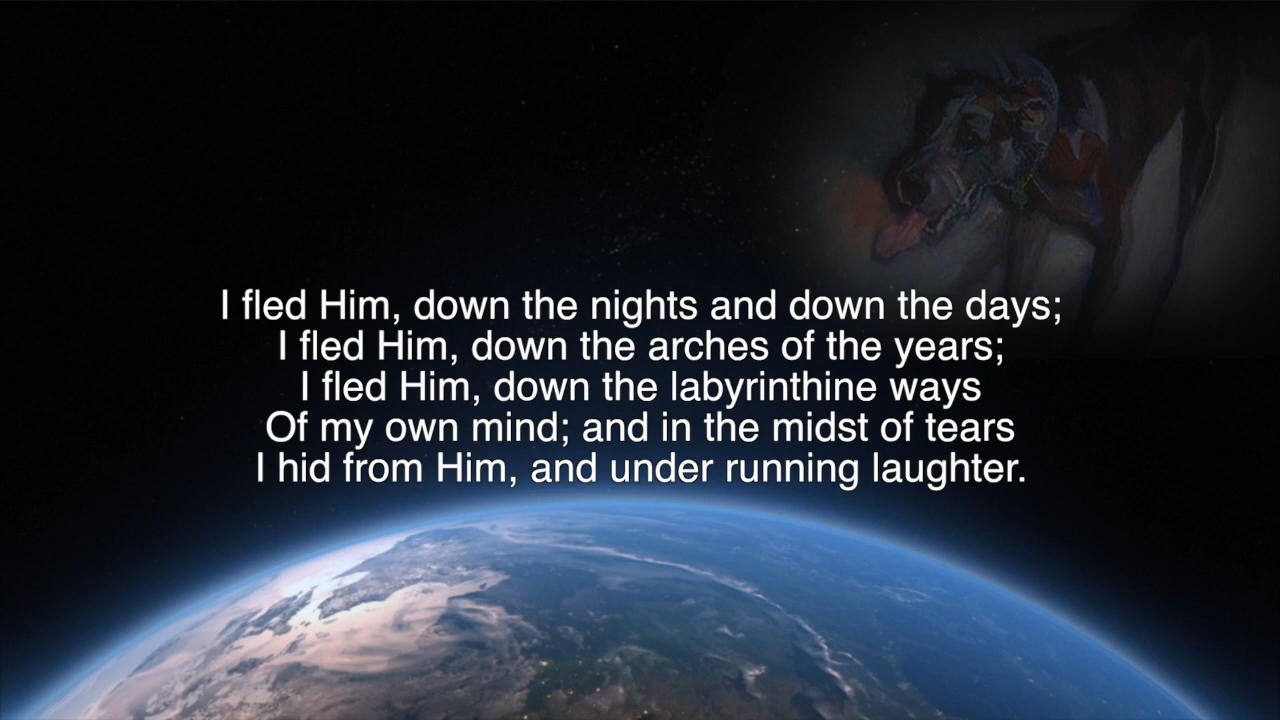 I fled Him, down the nights and down the days;
I fled Him, down the arches of the years;
I fled Him, down the labyrinthine ways
Of my own mind; and in the midst of tears
I hid from Him, and under running laughter.